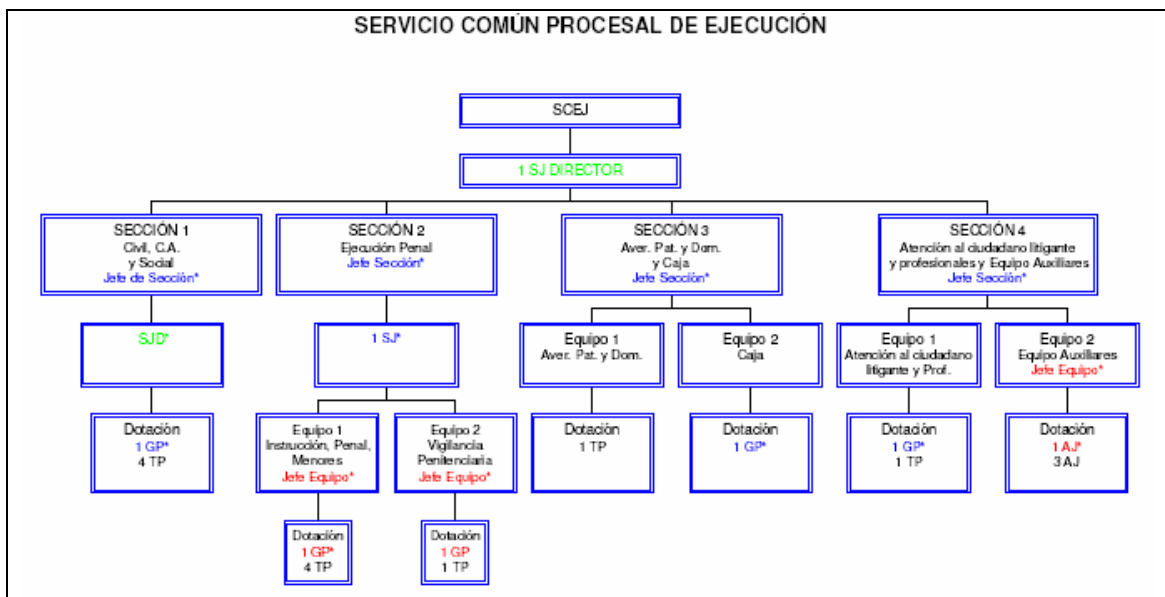 SERVICIO COMÚN PROCESAL DE EJECUCIÓN
SCEJ
1 SJ DIRECTOR
SECCIÓN 1
Civil, C.A.
y Social
Jefe de Sección*
SECCIÓN 2
Ejecución Penal
Jefe Sección*
SECCIÓN 3
Aver. Pat. y Dom.
y Caja
Jefe Sección*
SECCIÓN 4
Atención al ciudadano litigante
y profesionales y Equipo Auxiliares
Jefe Sección*
SJD*
1 SJ*
Equipo 1
Aver. Pat. y Dom.
Equipo 2
Caja
Equipo 1
Atención al ciudadano
litigante y Prof.
Equipo 2
Equipo Auxiliares
Jefe Equipo*
Dotación
1 GP*
4 TP
Equipo 1
Instrucción, Penal,
Menores
Jefe Equipo*
Equipo 2
Vigilancia
Penitenciaria
Jefe Equipo*
Dotación
1 TP
Dotación
1 GP*
Dotación
1 GP*
1 TP
Dotación
1 AJ*
3 AJ
Dotación
1 GP*
4 TP
Dotación
1 GP
1 TP